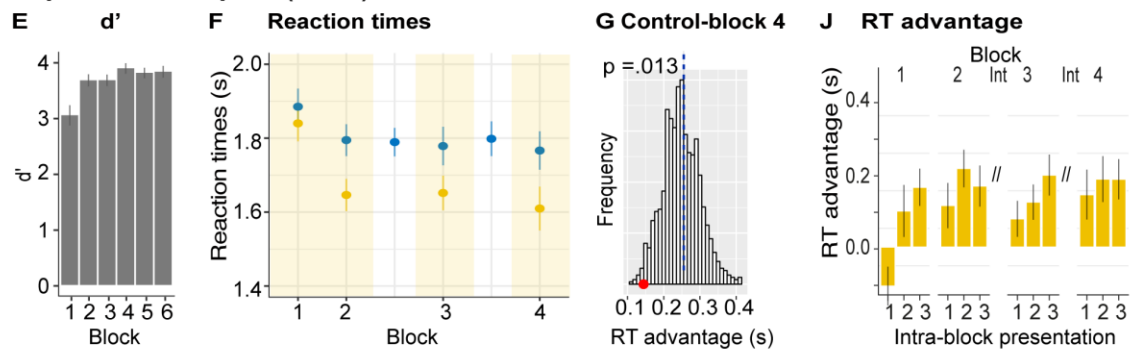 E d'
F Reaction times
G Control-block 4
J RT advantage
d'
4
3
2
1
0
1 2 3 4 5 6
Block
Reaction times (s)
2.0
1.8
1.6
1.4
1 2 3 4
Block
p =.013
Frequency
0.1 0.2 0.3 0.4
RT advantage (s)
Block
1 2 Int 3 Int 4
RT advantage (s)
0.4
0.2
0.0
// //
1 2 3 1 2 3 1 2 3 1 2 3
Intra-block presentation